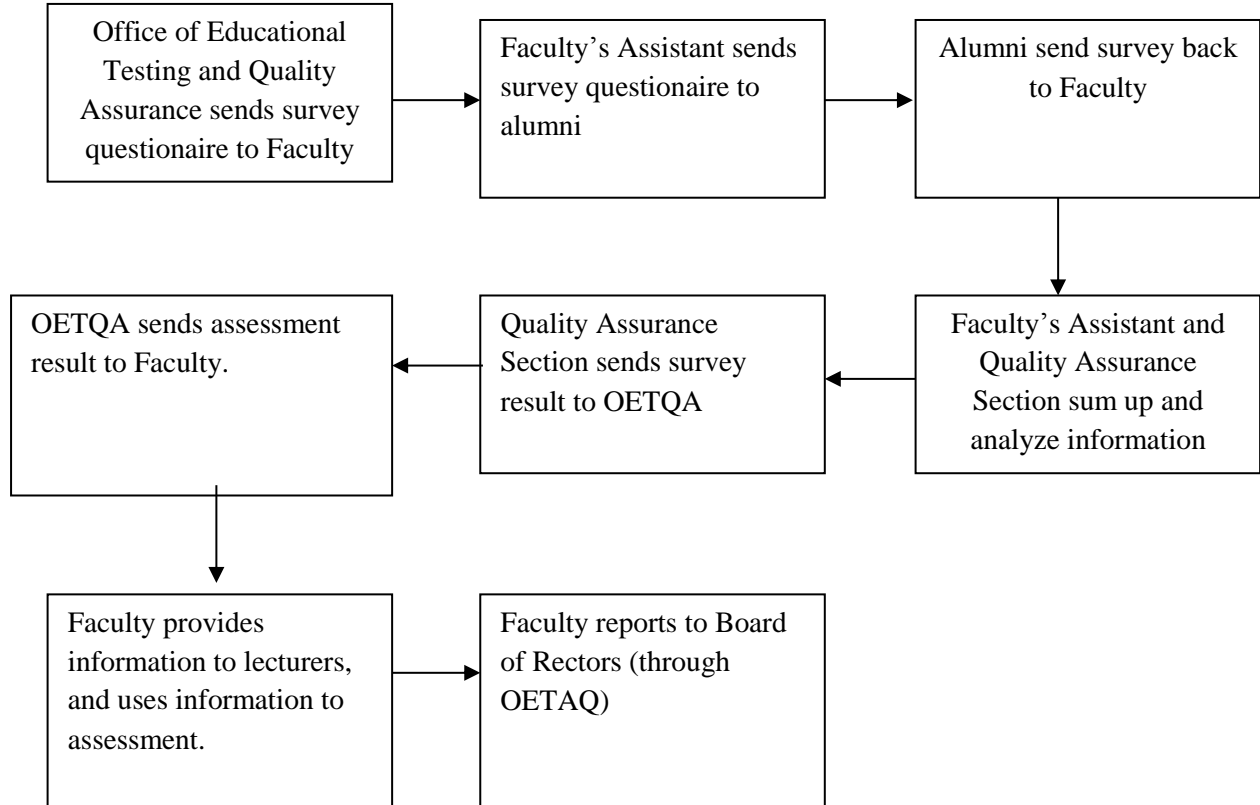 Office of Educational
Testing and Quality
Assurance sends survey
questionaire to Faculty
Faculty’s Assistant sends
survey questionaire to
alumni
Alumni send survey back
to Faculty
Faculty’s Assistant and
Quality Assurance
Section sum up and
analyze information
Quality Assurance
Section sends survey
result to OETQA
OETQA sends assessment
result to Faculty.
Faculty provides
information to lecturers,
and uses information to
assessment.
Faculty reports to Board
of Rectors (through
OETAQ)